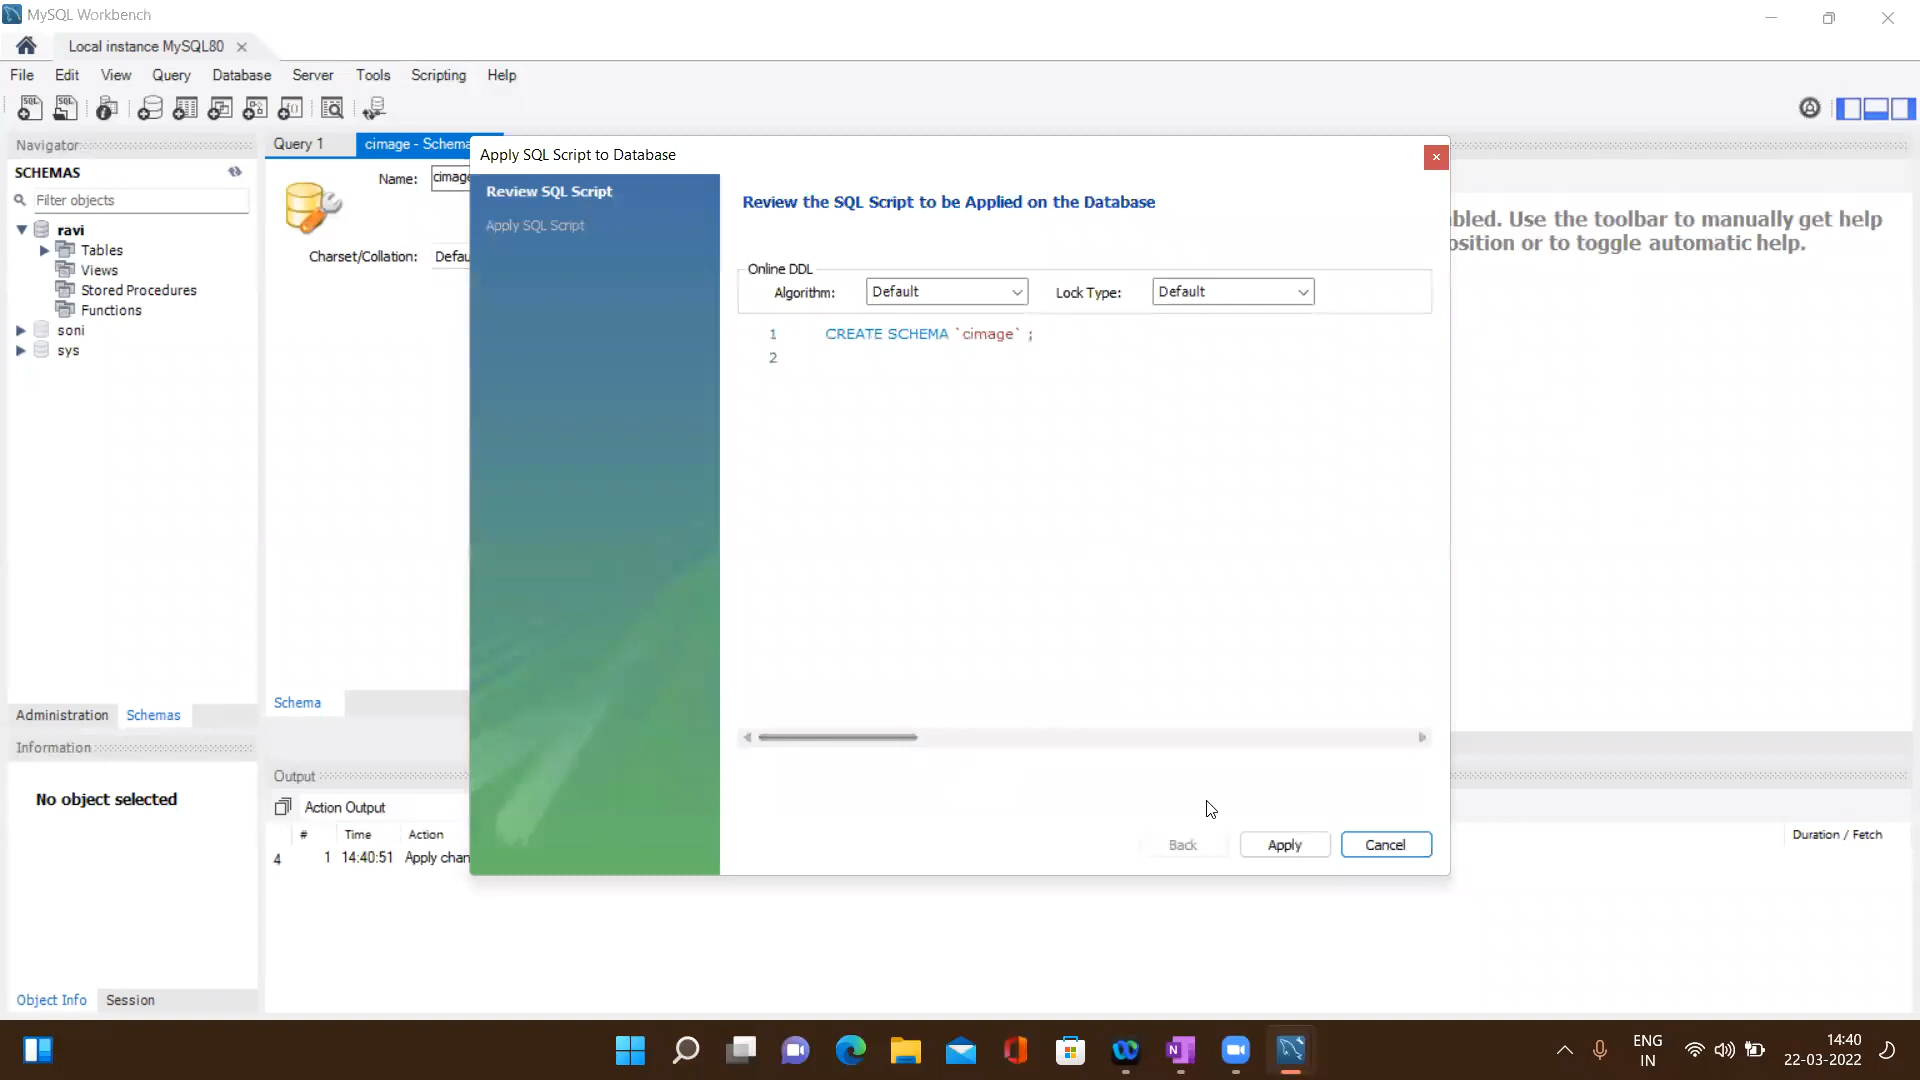 MySQL Workbench
Local instance MySQL80
File Edit View Query Database Server Tools Scripting Help
Navigator
SCHEMAS
Filter objects
ravi
Tables
Views
Stored Procedures
Functions
soni
sys
Administration Schemas
Information
No object selected
Object Info Session
Query 1 cimage - Schema
Name: cimage
Charset/Collation: Defau
Schema
Apply SQL Script to Database
Review SQL Script
Apply SQL Script
Review the SQL Script to be Applied on the Database
Online DDL
Algorithm: Default Lock Type: Default
1 CREATE SCHEMA `cimage` ;
2
Back Apply Cancel
bled. Use the toolbar to manually get help
osition or to toggle automatic help.
Output
Action Output
# Time Action Duration / Fetch
4 1 14:40:51 Apply chan
ENG
IN
14:40
22-03-2022